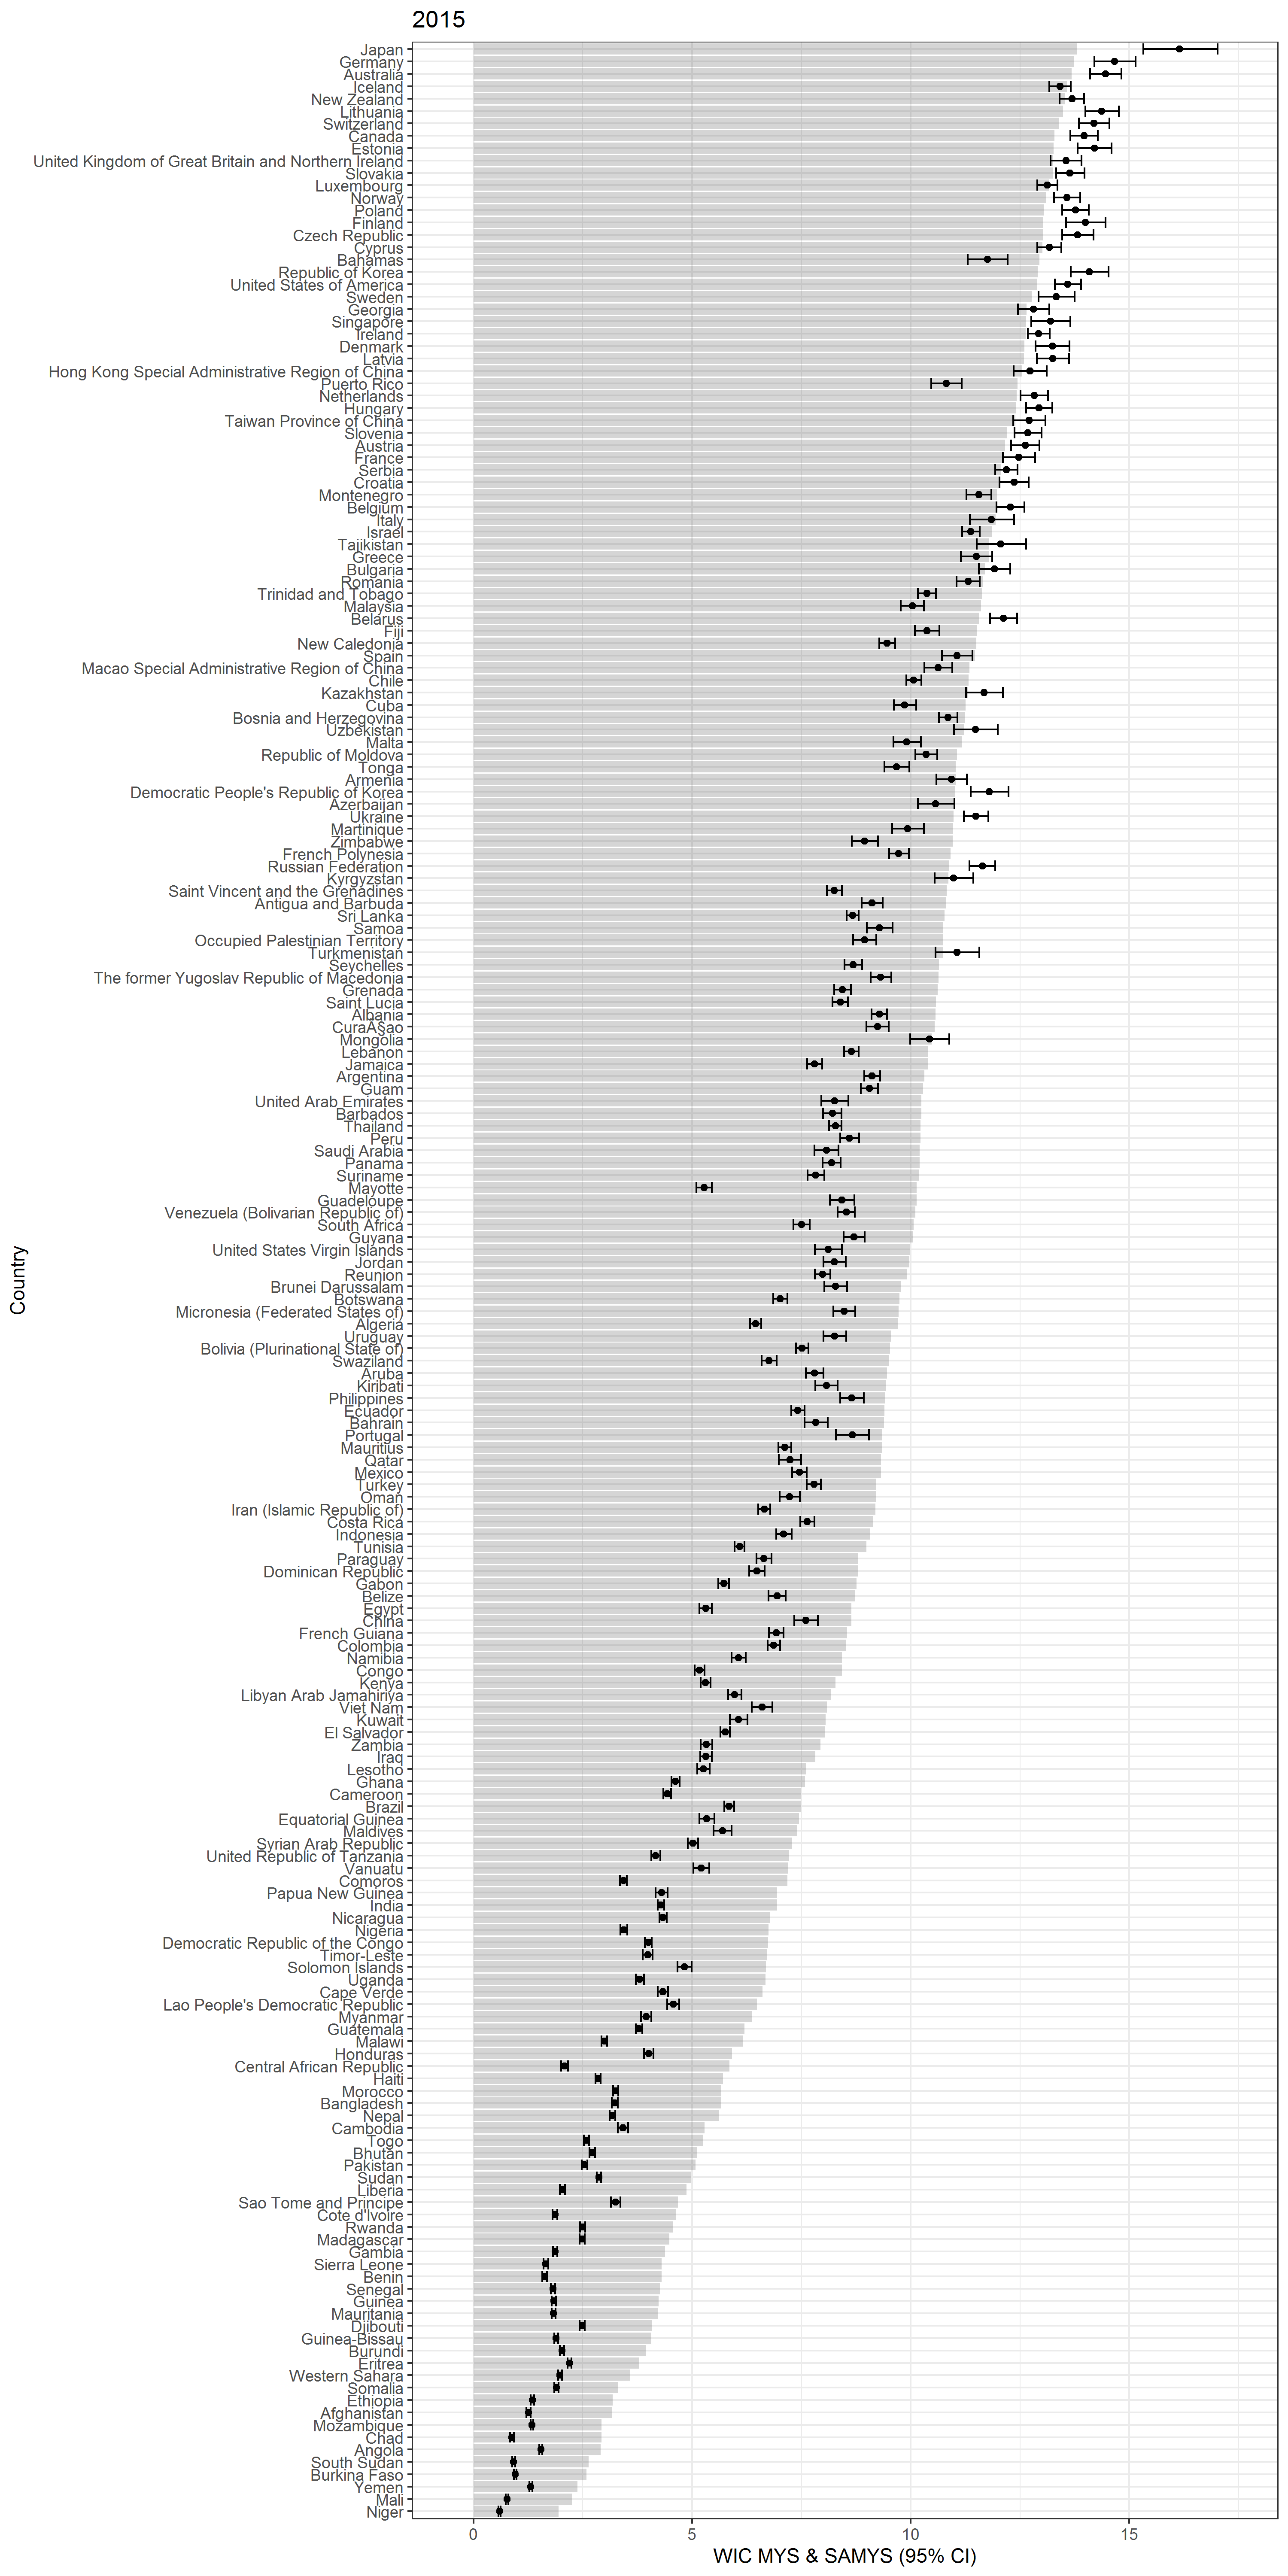 2015
Japan
Germany
Australia
Iceland
New Zealand
Lithuania
Switzerland
Canada
Estonia
United Kingdom of Great Britain and Northern Ireland
Slovakia
Luxembourg
Norway
Poland
Finland
Czech Republic
Cyprus
Bahamas
Republic of Korea
United States of America
Sweden
Georgia
Singapore
Ireland
Denmark
Latvia
Hong Kong Special Administrative Region of China
Puerto Rico
Netherlands
Hungary
Taiwan Province of China
Slovenia
Austria
France
Serbia
Croatia
Montenegro
Belgium
Italy
Israel
Tajikistan
Greece
Bulgaria
Romania
Trinidad and Tobago
Malaysia
Belarus
Fiji
New Caledonia
Spain
Macao Special Administrative Region of China
Chile
Kazakhstan
Cuba
Bosnia and Herzegovina
Uzbekistan
Malta
Republic of Moldova
Tonga
Armenia
Democratic People's Republic of Korea
Azerbaijan
Ukraine
Martinique
Zimbabwe
French Polynesia
Russian Federation
Kyrgyzstan
Saint Vincent and the Grenadines
Antigua and Barbuda
Sri Lanka
Samoa
Occupied Palestinian Territory
Turkmenistan
Seychelles
The former Yugoslav Republic of Macedonia
Grenada
Saint Lucia
Albania
CuraÃ§ao
Mongolia
Lebanon
Jamaica
Argentina
Guam
United Arab Emirates
Barbados
Thailand
Peru
Saudi Arabia
Panama
Suriname
Mayotte
Guadeloupe
Venezuela (Bolivarian Republic of)
South Africa
Guyana
United States Virgin Islands
Jordan
Reunion
Brunei Darussalam
Botswana
Micronesia (Federated States of)
Algeria
Uruguay
Bolivia (Plurinational State of)
Swaziland
Aruba
Kiribati
Philippines
Ecuador
Bahrain
Portugal
Mauritius
Qatar
Mexico
Turkey
Oman
Iran (Islamic Republic of)
Costa Rica
Indonesia
Tunisia
Paraguay
Dominican Republic
Gabon
Belize
Egypt
China
French Guiana
Colombia
Namibia
Congo
Kenya
Libyan Arab Jamahiriya
Viet Nam
Kuwait
El Salvador
Zambia
Iraq
Lesotho
Ghana
Cameroon
Brazil
Equatorial Guinea
Maldives
Syrian Arab Republic
United Republic of Tanzania
Vanuatu
Comoros
Papua New Guinea
India
Nicaragua
Nigeria
Democratic Republic of the Congo
Timor-Leste
Solomon Islands
Uganda
Cape Verde
Lao People's Democratic Republic
Myanmar
Guatemala
Malawi
Honduras
Central African Republic
Haiti
Morocco
Bangladesh
Nepal
Cambodia
Togo
Bhutan
Pakistan
Sudan
Liberia
Sao Tome and Principe
Cote d'Ivoire
Rwanda
Madagascar
Gambia
Sierra Leone
Benin
Senegal
Guinea
Mauritania
Djibouti
Guinea-Bissau
Burundi
Eritrea
Western Sahara
Somalia
Ethiopia
Afghanistan
Mozambique
Chad
Angola
South Sudan
Burkina Faso
Yemen
Mali
Niger
Country
0 5 10 15
WIC MYS & SAMYS (95% CI)